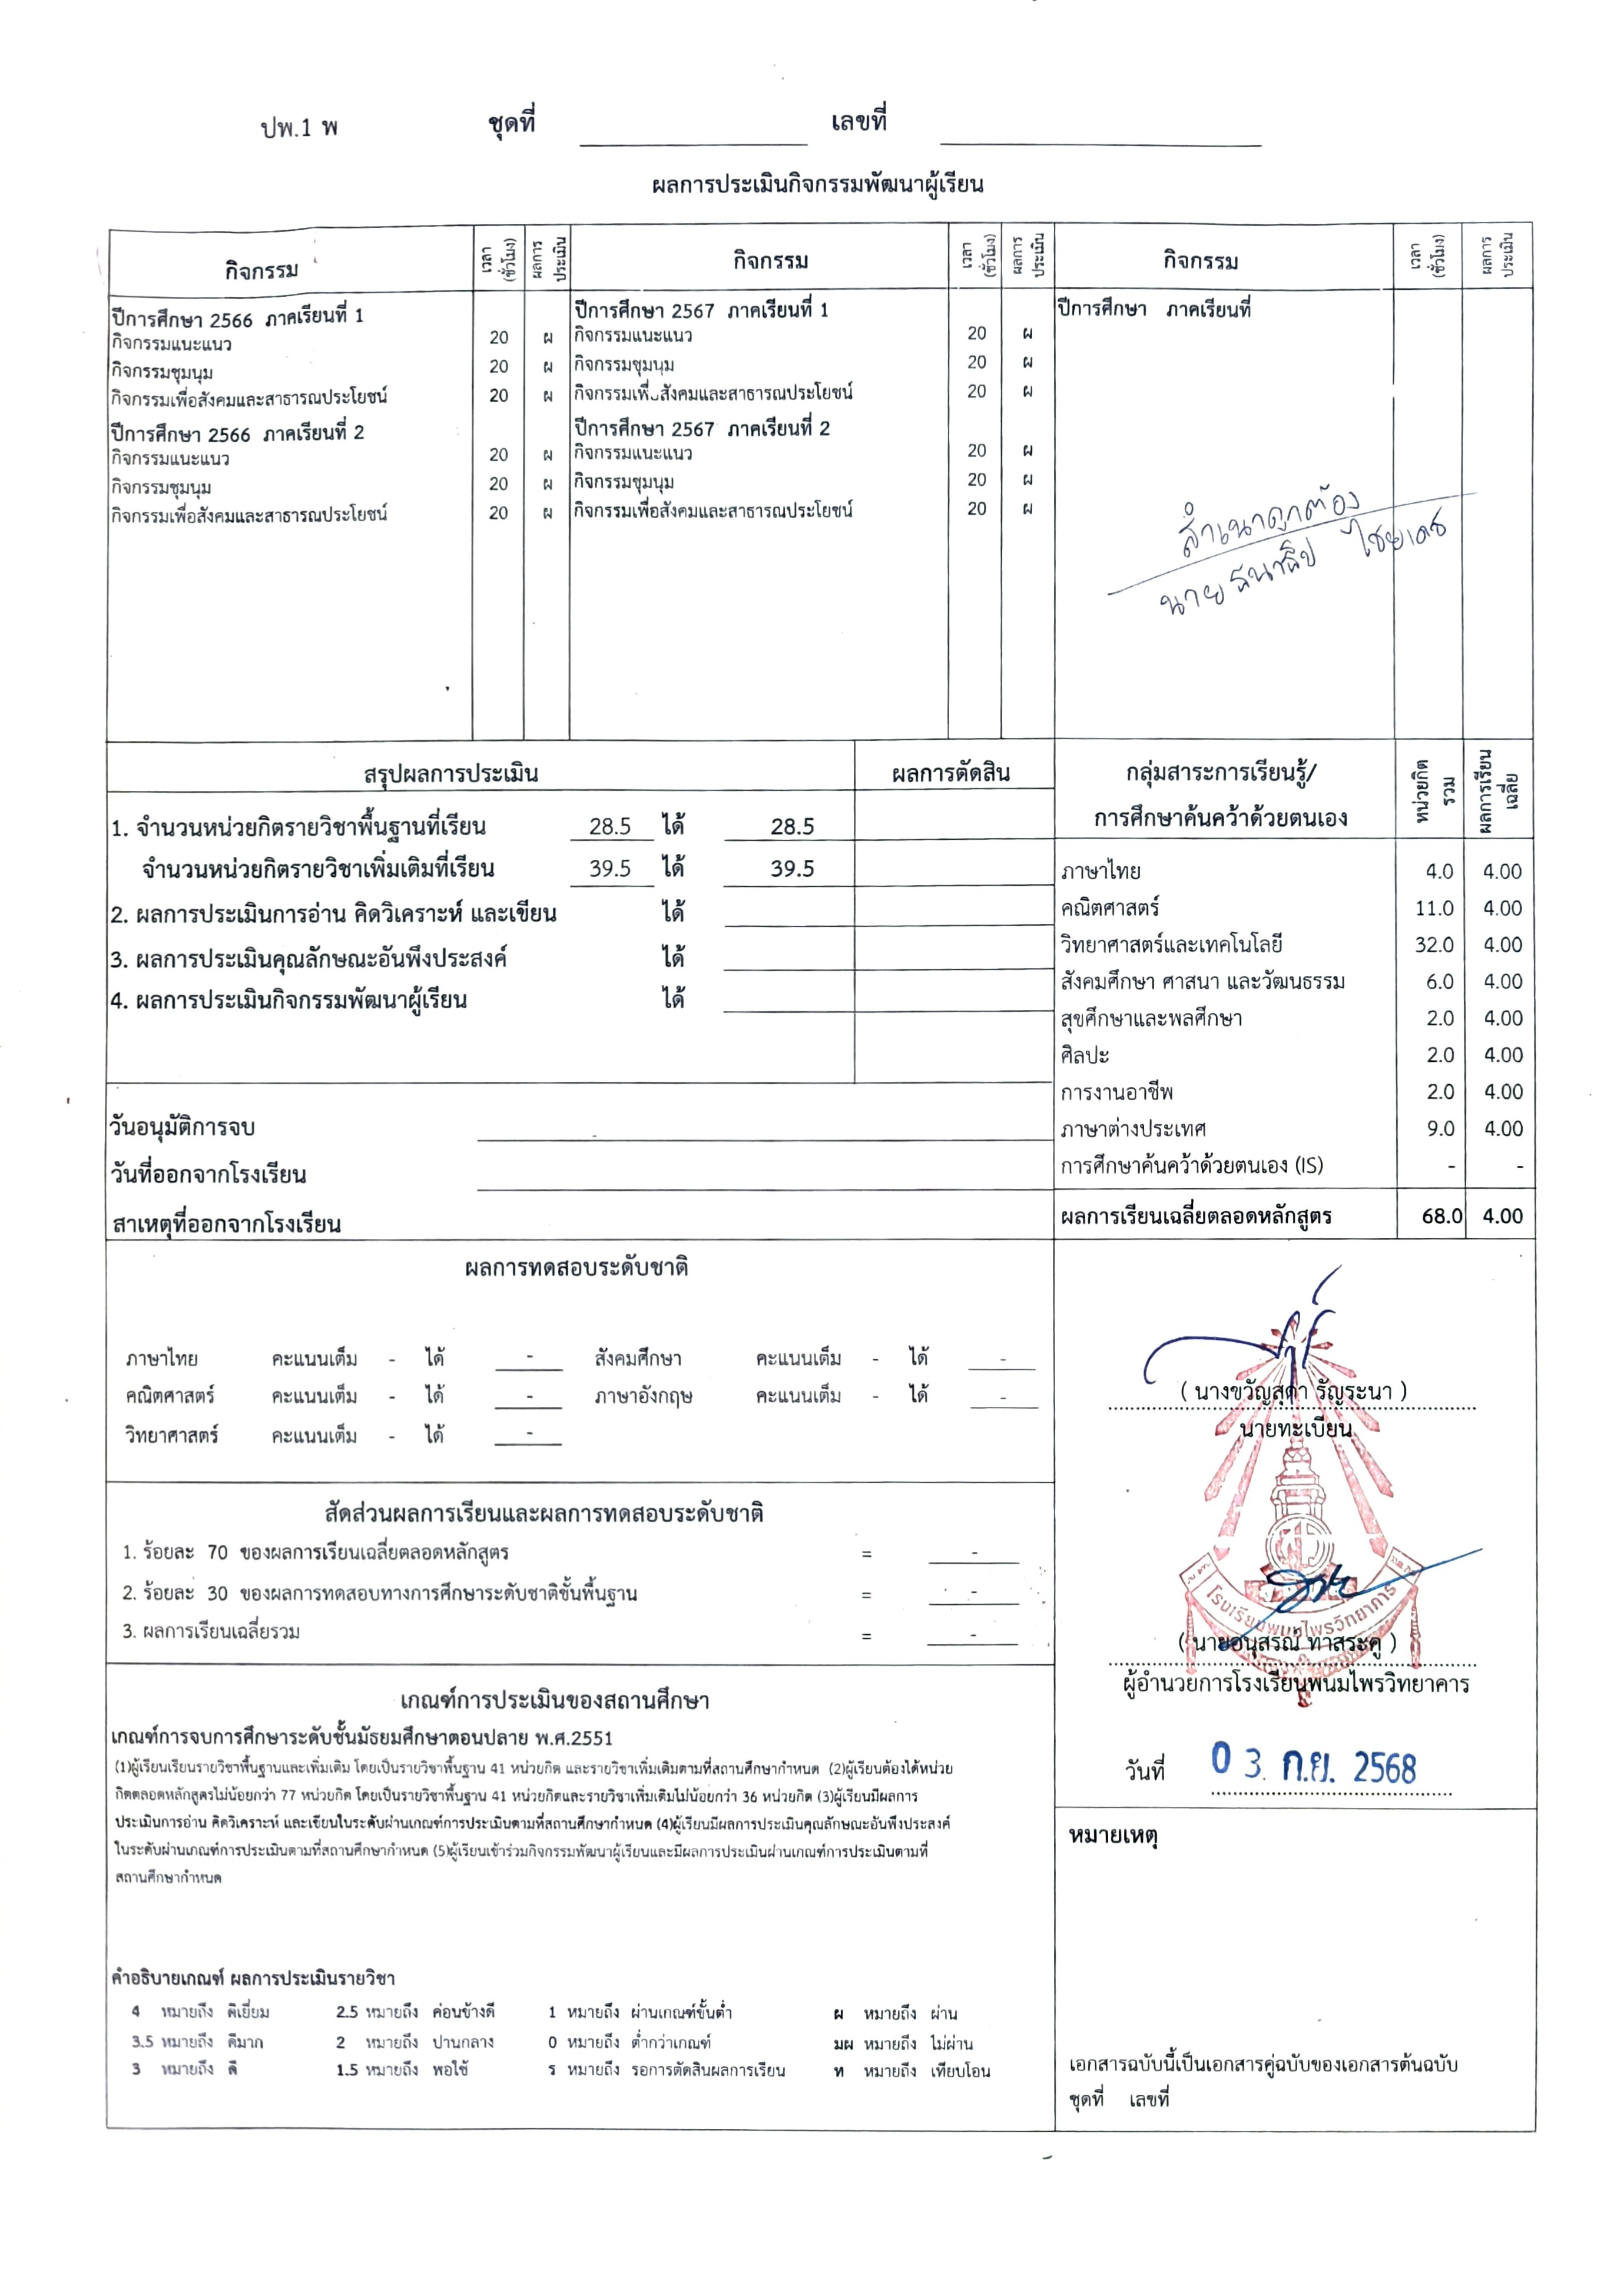 ปพ.1 พ ชุดที่ เลขที่
ผลการประเมินกิจกรรมพัฒนาผู้เรียน
กิจกรรม เวลา (ชั่วโมง) ผลการประเมิน กิจกรรม เวลา (ชั่วโมง) ผลการประเมิน กิจกรรม เวลา (ชั่วโมง) ผลการประเมิน
ปีการศึกษา 2566 ภาคเรียนที่ 1 ปีการศึกษา 2567 ภาคเรียนที่ 1 ปีการศึกษา ภาคเรียนที่
กิจกรรมแนะแนว 20 ผ กิจกรรมแนะแนว 20 ผ
กิจกรรมชุมนุม 20 ผ กิจกรรมชุมนุม 20 ผ
กิจกรรมเพื่อสังคมและสาธารณประโยชน์ 20 ผ กิจกรรมเพื่อสังคมและสาธารณประโยชน์ 20 ผ
ปีการศึกษา 2566 ภาคเรียนที่ 2 ปีการศึกษา 2567 ภาคเรียนที่ 2
กิจกรรมแนะแนว 20 ผ กิจกรรมแนะแนว 20 ผ
กิจกรรมชุมนุม 20 ผ กิจกรรมชุมนุม 20 ผ
กิจกรรมเพื่อสังคมและสาธารณประโยชน์ 20 ผ กิจกรรมเพื่อสังคมและสาธารณประโยชน์ 20 ผ
สำเนาถูกต้อง
นาย ธนาธิป ไชยเดช
สรุปผลการประเมิน ผลการตัดสิน
1. จำนวนหน่วยกิตรายวิชาพื้นฐานที่เรียน 28.5 ได้ 28.5
จำนวนหน่วยกิตรายวิชาเพิ่มเติมที่เรียน 39.5 ได้ 39.5
2. ผลการประเมินการอ่าน คิดวิเคราะห์ และเขียน ได้
3. ผลการประเมินคุณลักษณะอันพึงประสงค์ ได้
4. ผลการประเมินกิจกรรมพัฒนาผู้เรียน ได้
วันอนุมัติการจบ
วันที่ออกจากโรงเรียน
สาเหตุที่ออกจากโรงเรียน
กลุ่มสาระการเรียนรู้/ หน่วยกิตรวม ผลการเรียนเฉลี่ย
การศึกษาค้นคว้าด้วยตนเอง
ภาษาไทย 4.0 4.00
คณิตศาสตร์ 11.0 4.00
วิทยาศาสตร์และเทคโนโลยี 32.0 4.00
สังคมศึกษา ศาสนา และวัฒนธรรม 6.0 4.00
สุขศึกษาและพลศึกษา 2.0 4.00
ศิลปะ 2.0 4.00
การงานอาชีพ 2.0 4.00
ภาษาต่างประเทศ 9.0 4.00
การศึกษาค้นคว้าด้วยตนเอง (IS) - -
ผลการเรียนเฉลี่ยตลอดหลักสูตร 68.0 4.00
ผลการทดสอบระดับชาติ
ภาษาไทย คะแนนเต็ม - ได้ - สังคมศึกษา คะแนนเต็ม - ได้ -
คณิตศาสตร์ คะแนนเต็ม - ได้ - ภาษาอังกฤษ คะแนนเต็ม - ได้ -
วิทยาศาสตร์ คะแนนเต็ม - ได้ -
สัดส่วนผลการเรียนและผลการทดสอบระดับชาติ
1. ร้อยละ 70 ของผลการเรียนเฉลี่ยตลอดหลักสูตร = -
2. ร้อยละ 30 ของผลการทดสอบทางการศึกษาระดับชาติขั้นพื้นฐาน = -
3. ผลการเรียนเฉลี่ยรวม = -
เกณฑ์การประเมินของสถานศึกษา
เกณฑ์การจบการศึกษาระดับชั้นมัธยมศึกษาตอนปลาย พ.ศ.2551
(1)ผู้เรียนเรียนรายวิชาพื้นฐานและเพิ่มเติม โดยเป็นรายวิชาพื้นฐาน 41 หน่วยกิต และรายวิชาเพิ่มเติมตามที่สถานศึกษากำหนด (2)ผู้เรียนต้องได้หน่วย
กิตตลอดหลักสูตรไม่น้อยกว่า 77 หน่วยกิต โดยเป็นรายวิชาพื้นฐาน 41 หน่วยกิตและรายวิชาเพิ่มเติมไม่น้อยกว่า 36 หน่วยกิต (3)ผู้เรียนมีผลการ
ประเมินการอ่าน คิดวิเคราะห์ และเขียนในระดับผ่านเกณฑ์การประเมินตามที่สถานศึกษากำหนด (4)ผู้เรียนมีผลการประเมินคุณลักษณะอันพึงประสงค์
ในระดับผ่านเกณฑ์การประเมินตามที่สถานศึกษากำหนด (5)ผู้เรียนเข้าร่วมกิจกรรมพัฒนาผู้เรียนและมีผลการประเมินผ่านเกณฑ์การประเมินตามที่
สถานศึกษากำหนด
คำอธิบายเกณฑ์ ผลการประเมินรายวิชา
4 หมายถึง ดีเยี่ยม 2.5 หมายถึง ค่อนข้างดี 1 หมายถึง ผ่านเกณฑ์ขั้นต่ำ ผ หมายถึง ผ่าน
3.5 หมายถึง ดีมาก 2 หมายถึง ปานกลาง 0 หมายถึง ต่ำกว่าเกณฑ์ มผ หมายถึง ไม่ผ่าน
3 หมายถึง ดี 1.5 หมายถึง พอใช้ ร หมายถึง รอการตัดสินผลการเรียน ท หมายถึง เทียบโอน
( นางขวัญสุดา รัญระนา )
นายทะเบียน
โรงเรียนพนมไพรวิทยาคาร
( นายอนุสรณ์ ทาสระคู )
ผู้อำนวยการโรงเรียนพนมไพรวิทยาคาร
วันที่ 0 3 ก.ย. 2568
หมายเหตุ
เอกสารฉบับนี้เป็นเอกสารคู่ฉบับของเอกสารต้นฉบับ
ชุดที่ เลขที่